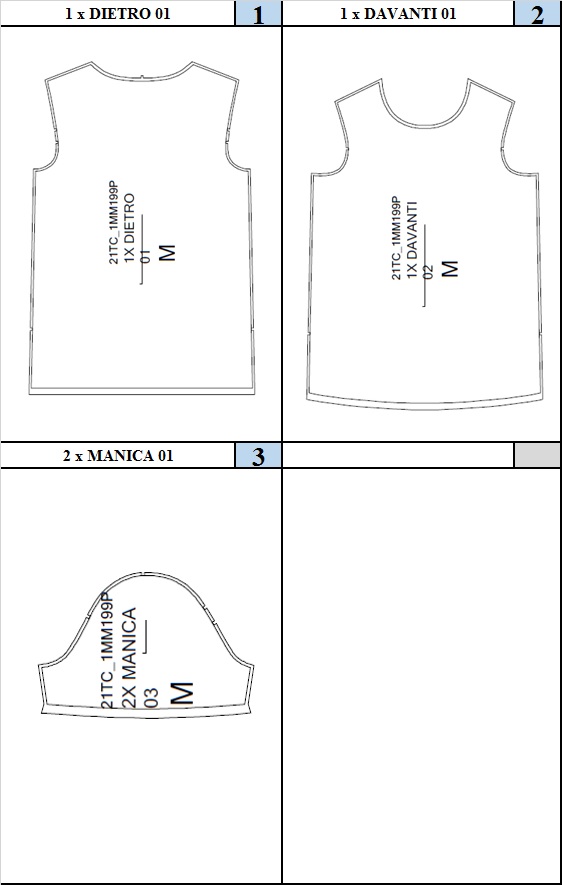 1 x DIETRO 01
1
1 x DAVANTI 01
2
21TC_1MM199P
1X DIETRO
01
M
21TC_1MM199P
1X DAVANTI
02
M
2 x MANICA 01
3
21TC_1MM199P
2X MANICA
03
M